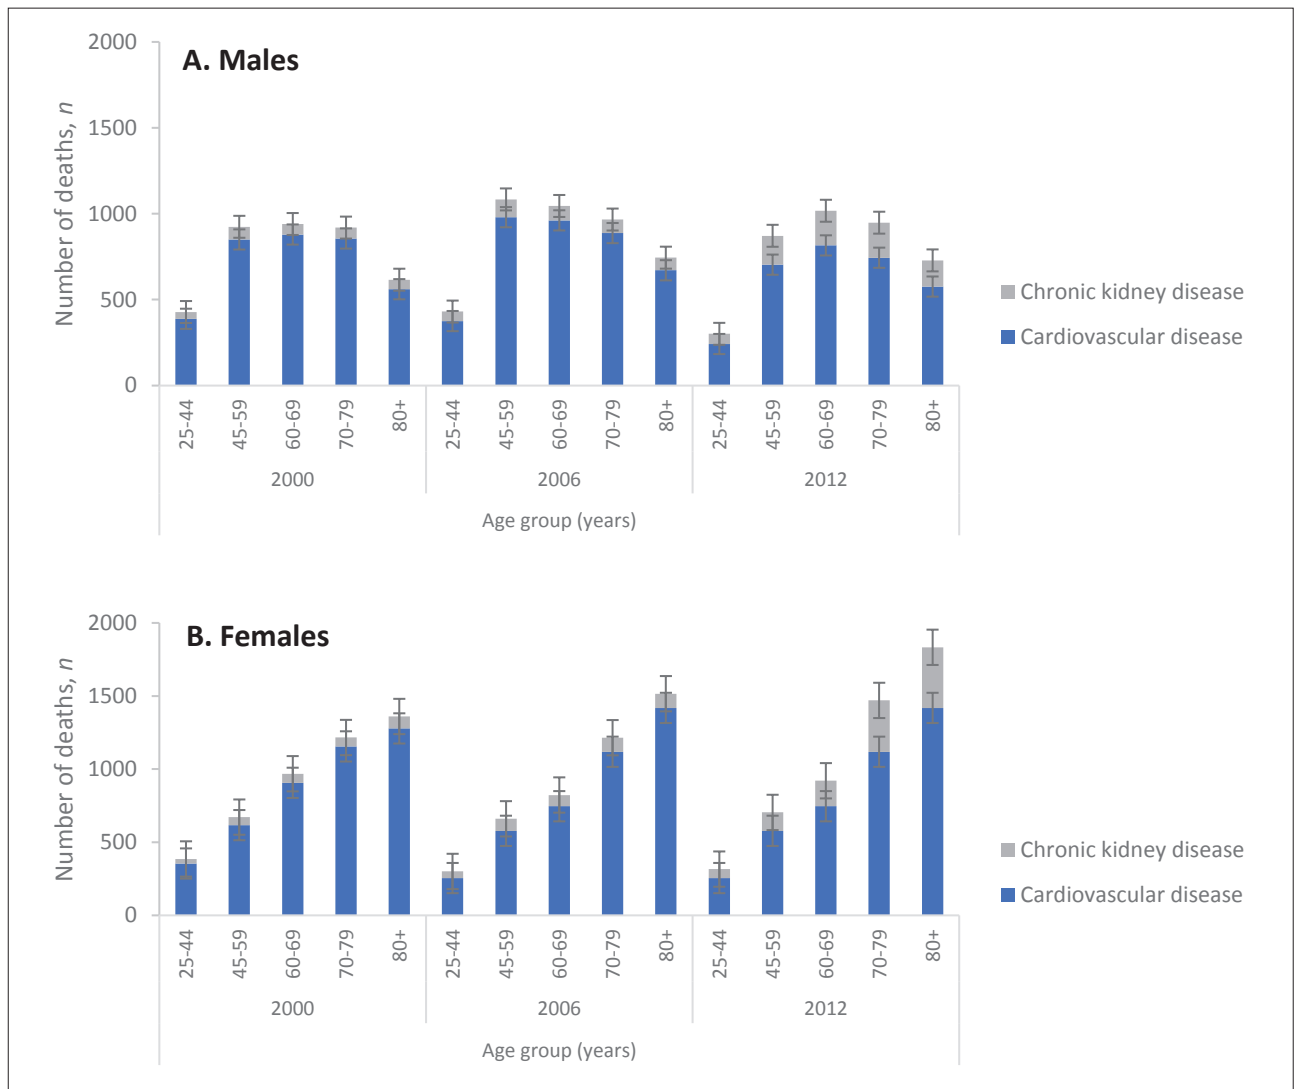 A. Males
Number of deaths, n
2000
1500
1000
500
0
25-44 45-59 60-69 70-79 80+ 25-44 45-59 60-69 70-79 80+ 25-44 45-59 60-69 70-79 80+
2000 2006 2012
Age group (years)
Chronic kidney disease
Cardiovascular disease
B. Females
Number of deaths, n
2000
1500
1000
500
0
25-44 45-59 60-69 70-79 80+ 25-44 45-59 60-69 70-79 80+ 25-44 45-59 60-69 70-79 80+
2000 2006 2012
Age group (years)
Chronic kidney disease
Cardiovascular disease